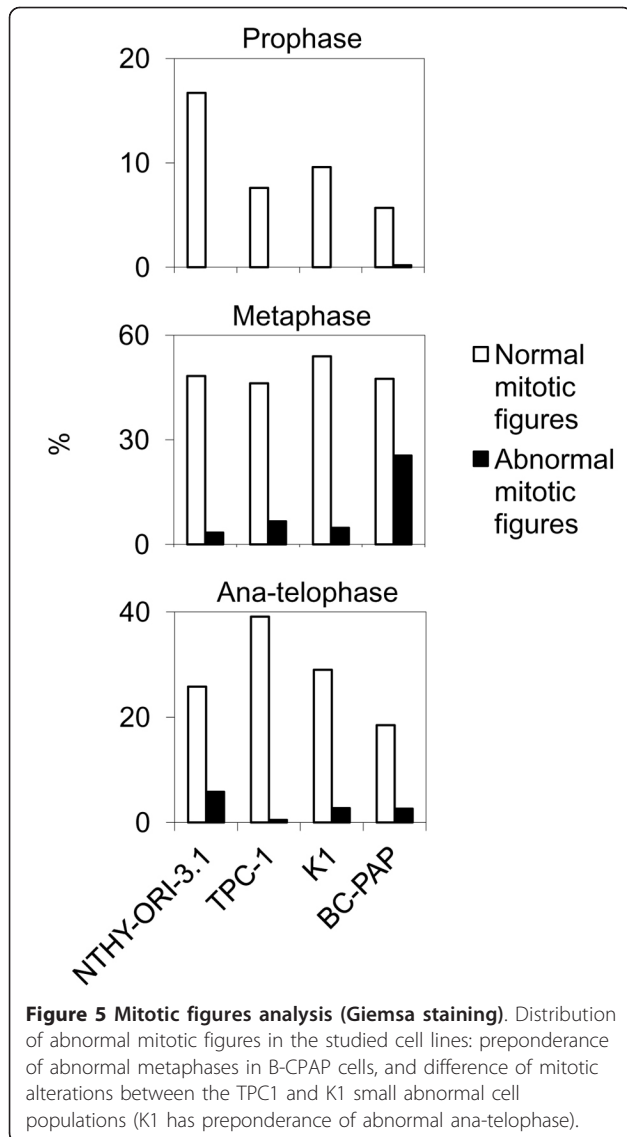 Prophase
20
10
0
Metaphase
60
30
0
%
Normal
mitotic
figures
Abnormal
mitotic
figures
Ana-telophase
40
20
0
NTHY-ORI-3.1
TPC-1
K1
BC-PAP
Figure 5 Mitotic figures analysis (Giemsa staining). Distribution
of abnormal mitotic figures in the studied cell lines: preponderance
of abnormal metaphases in B-CPAP cells, and difference of mitotic
alterations between the TPC1 and K1 small abnormal cell
populations (K1 has preponderance of abnormal ana-telophase).